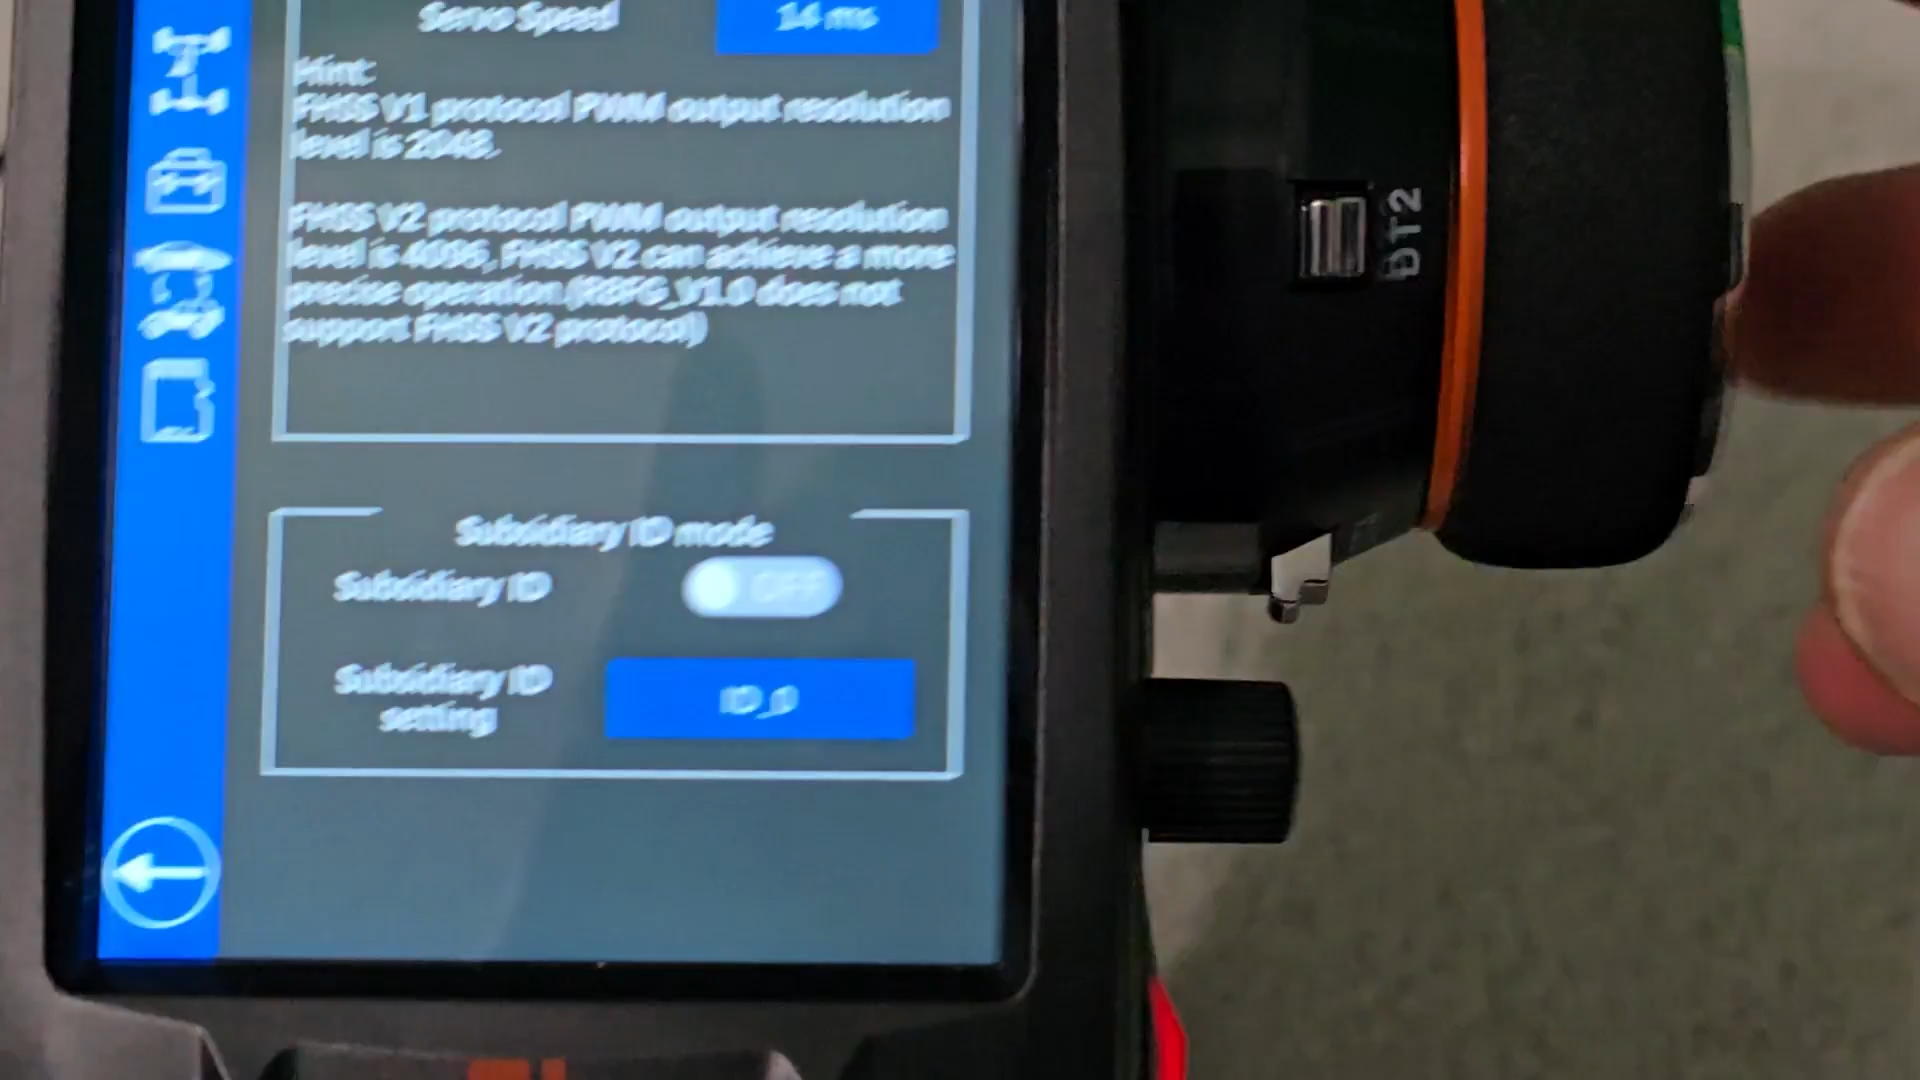 Servo Speed
14 ms
Hint:
FHSS V1 protocol PWM output resolution
level is 2048.
FHSS V2 protocol PWM output resolution
level is 4096, FHSS V2 can achieve a more
precise operation.(R8FG_V1.0 does not
support FHSS V2 protocol)
Subsidiary ID mode
Subsidiary ID
OFF
Subsidiary ID
setting
ID_0
DT2